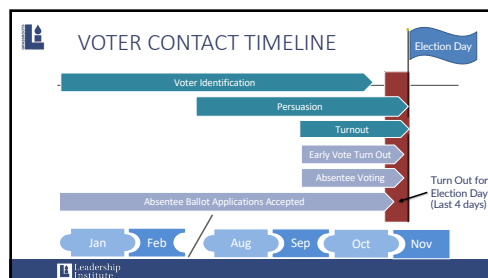 VOTER CONTACT TIMELINE
Election Day
Voter Identification
Persuasion
Turnout
Early Vote Turn Out
Absentee Voting
Absentee Ballot Applications Accepted
Turn Out for
Election Day
(Last 4 days)
Jan
Feb
Aug
Sep
Oct
Nov
Leadership
Institute